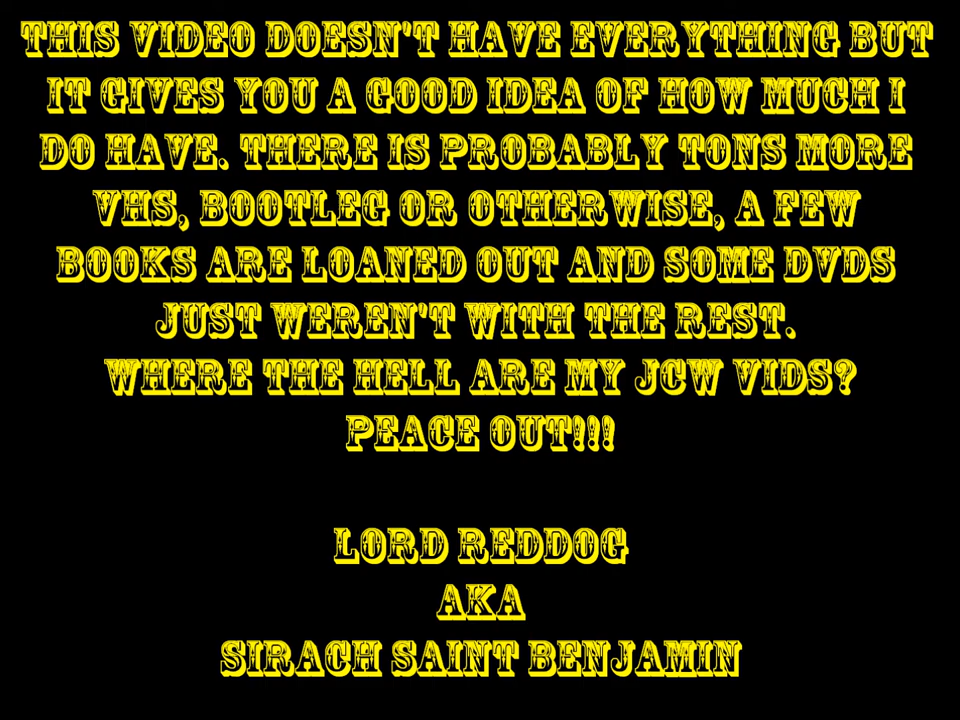 THIS VIDEO DOESN'T HAVE EVERYTHING BUT
IT GIVES YOU A GOOD IDEA OF HOW MUCH I
DO HAVE. THERE IS PROBABLY TONS MORE
VHS, BOOTLEG OR OTHERWISE, A FEW
BOOKS ARE LOANED OUT AND SOME DVDS
JUST WEREN'T WITH THE REST.
WHERE THE HELL ARE MY JCW VIDS?
PEACE OUT!!!
LORD REDDOG
AKA
SIRACH SAINT BENJAMIN